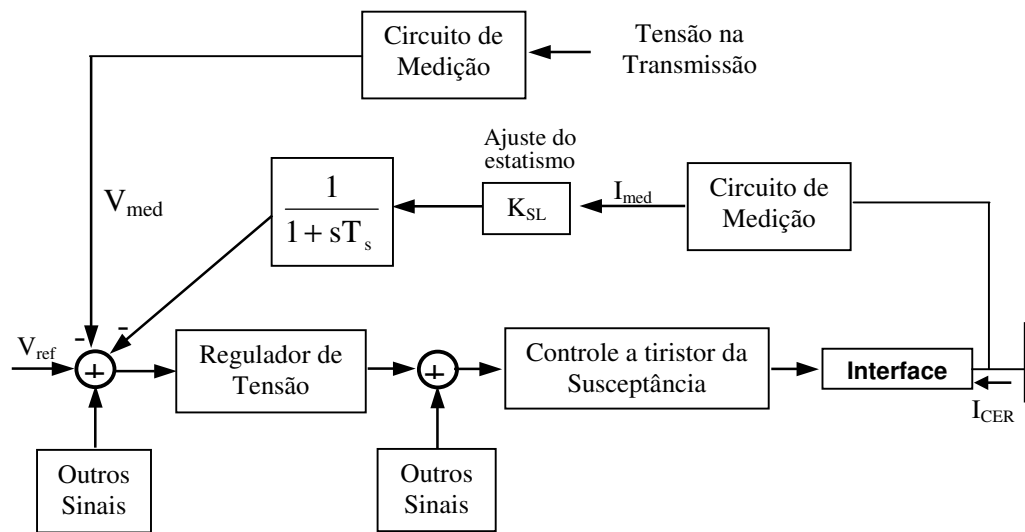 Circuito de
Medição
Tensão na
Transmissão
Ajuste do
estatismo
V_med
1
1 + sT_s
K_SL
I_med
Circuito de
Medição
-
-
V_ref
+
Regulador de
Tensão
+
Controle a tiristor da
Susceptância
Interface
I_CER
Outros
Sinais
Outros
Sinais